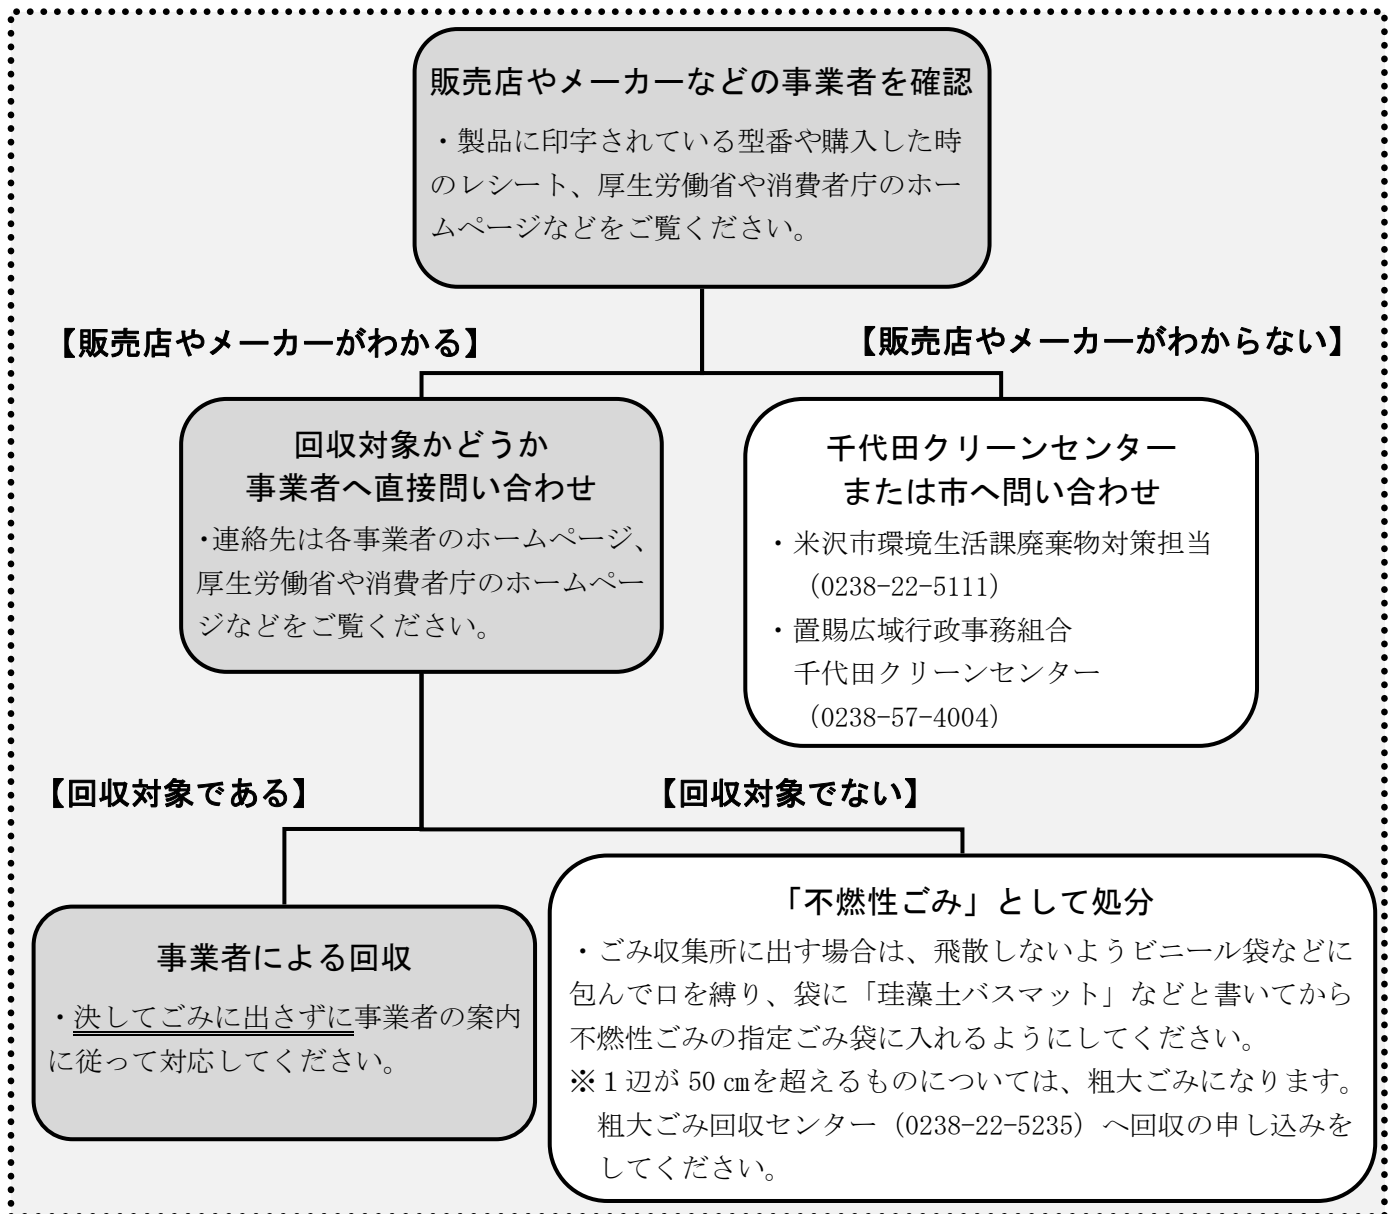 販売店やメーカーなどの事業者を確認
・製品に印字されている型番や購入した時
のレシート、厚生労働省や消費者庁のホー
ムページなどをご覧ください。
【販売店やメーカーがわかる】
【販売店やメーカーがわからない】
回収対象かどうか
事業者へ直接問い合わせ
・連絡先は各事業者のホームページ、
厚生労働省や消費者庁のホームペー
ジなどをご覧ください。
千代田クリーンセンター
または市へ問い合わせ
・米沢市環境生活課廃棄物対策担当
（0238-22-5111）
・置賜広域行政事務組合
千代田クリーンセンター
（0238-57-4004）
【回収対象である】
【回収対象でない】
事業者による回収
・決してごみに出さずに事業者の案内
に従って対応してください。
「不燃性ごみ」として処分
・ごみ収集所に出す場合は、飛散しないようビニール袋などに
包んで口を縛り、袋に「珪藻土バスマット」などと書いてから
不燃性ごみの指定ごみ袋に入れるようにしてください。
※１辺が 50 ㎝を超えるものについては、粗大ごみになります。
粗大ごみ回収センター（0238-22-5235）へ回収の申し込みを
してください。